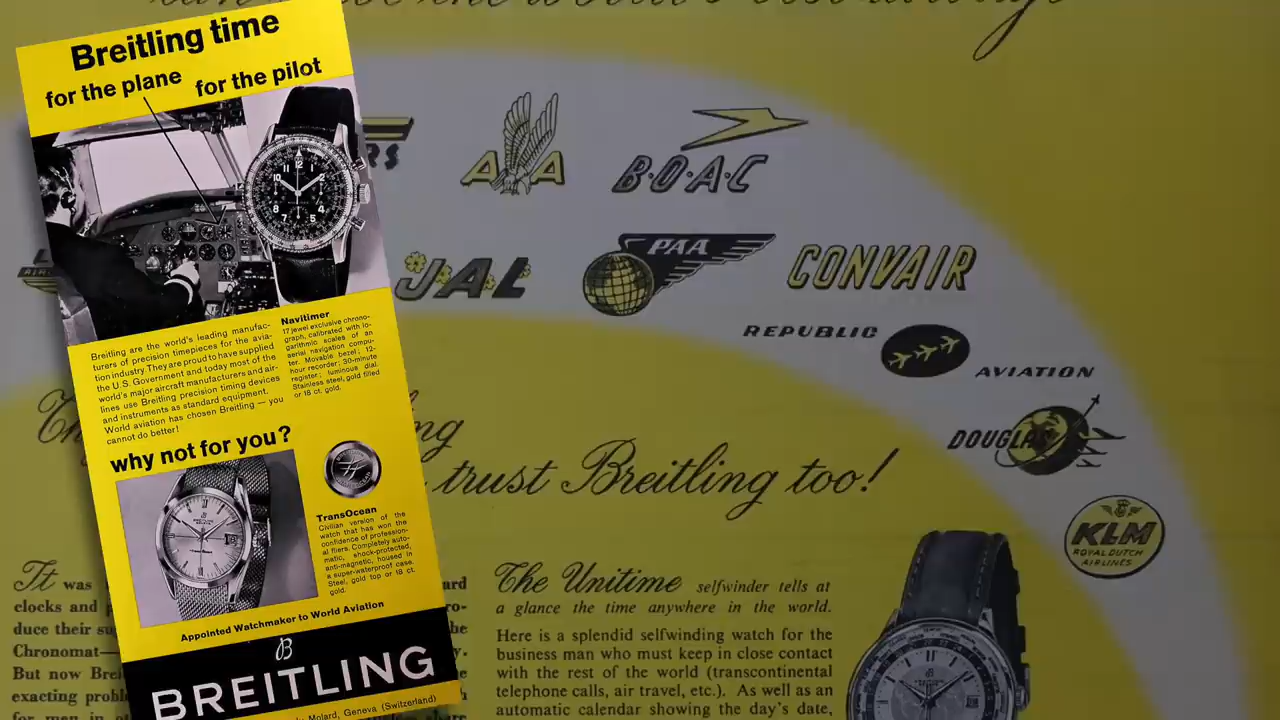 Breitling time
for the plane for the pilot
Breitling are the world's leading manufac-
turers of precision timepieces for the avia-
tion industry. They are proud to have supplied
the U.S. Government and today most of the
world's major aircraft manufacturers and air-
lines use Breitling precision timing devices
and instruments as standard equipment.
World aviation has chosen Breitling — you
cannot do better!
Navitimer
17 jewel exclusive chrono-
graph, calibrated with lo-
garithmic scales of an
aerial navigation compu-
ter. Movable bezel; 12-
hour recorder; 30-minute
register; luminous dial.
Stainless steel, gold filled
or 18 ct. gold.
why not for you?
TransOcean
Civilian version of the
watch that has won the
confidence of profession-
al fliers. Completely auto-
matic, shock-protected,
anti-magnetic, housed in
a super-waterproof case.
Steel, gold top or 18 ct.
gold.
Appointed Watchmaker to World Aviation
B
BREITLING
Molard, Geneva (Switzerland)
AA
B·O·A·C
JAL
PAA
CONVAIR
REPUBLIC
AVIATION
DOUGLAS
KLM
ROYAL DUTCH
AIRLINES
trust Breitling too!
It was
clocks and
duce their
Chromomat—
But now
exacting
for men in
The Unitime selfwinder tells at
a glance the time anywhere in the world.
Here is a splendid selfwinding watch for the
business man who must keep in close contact
with the rest of the world (transcontinental
telephone calls, air travel, etc.). As well as an
automatic calendar showing the day's date,